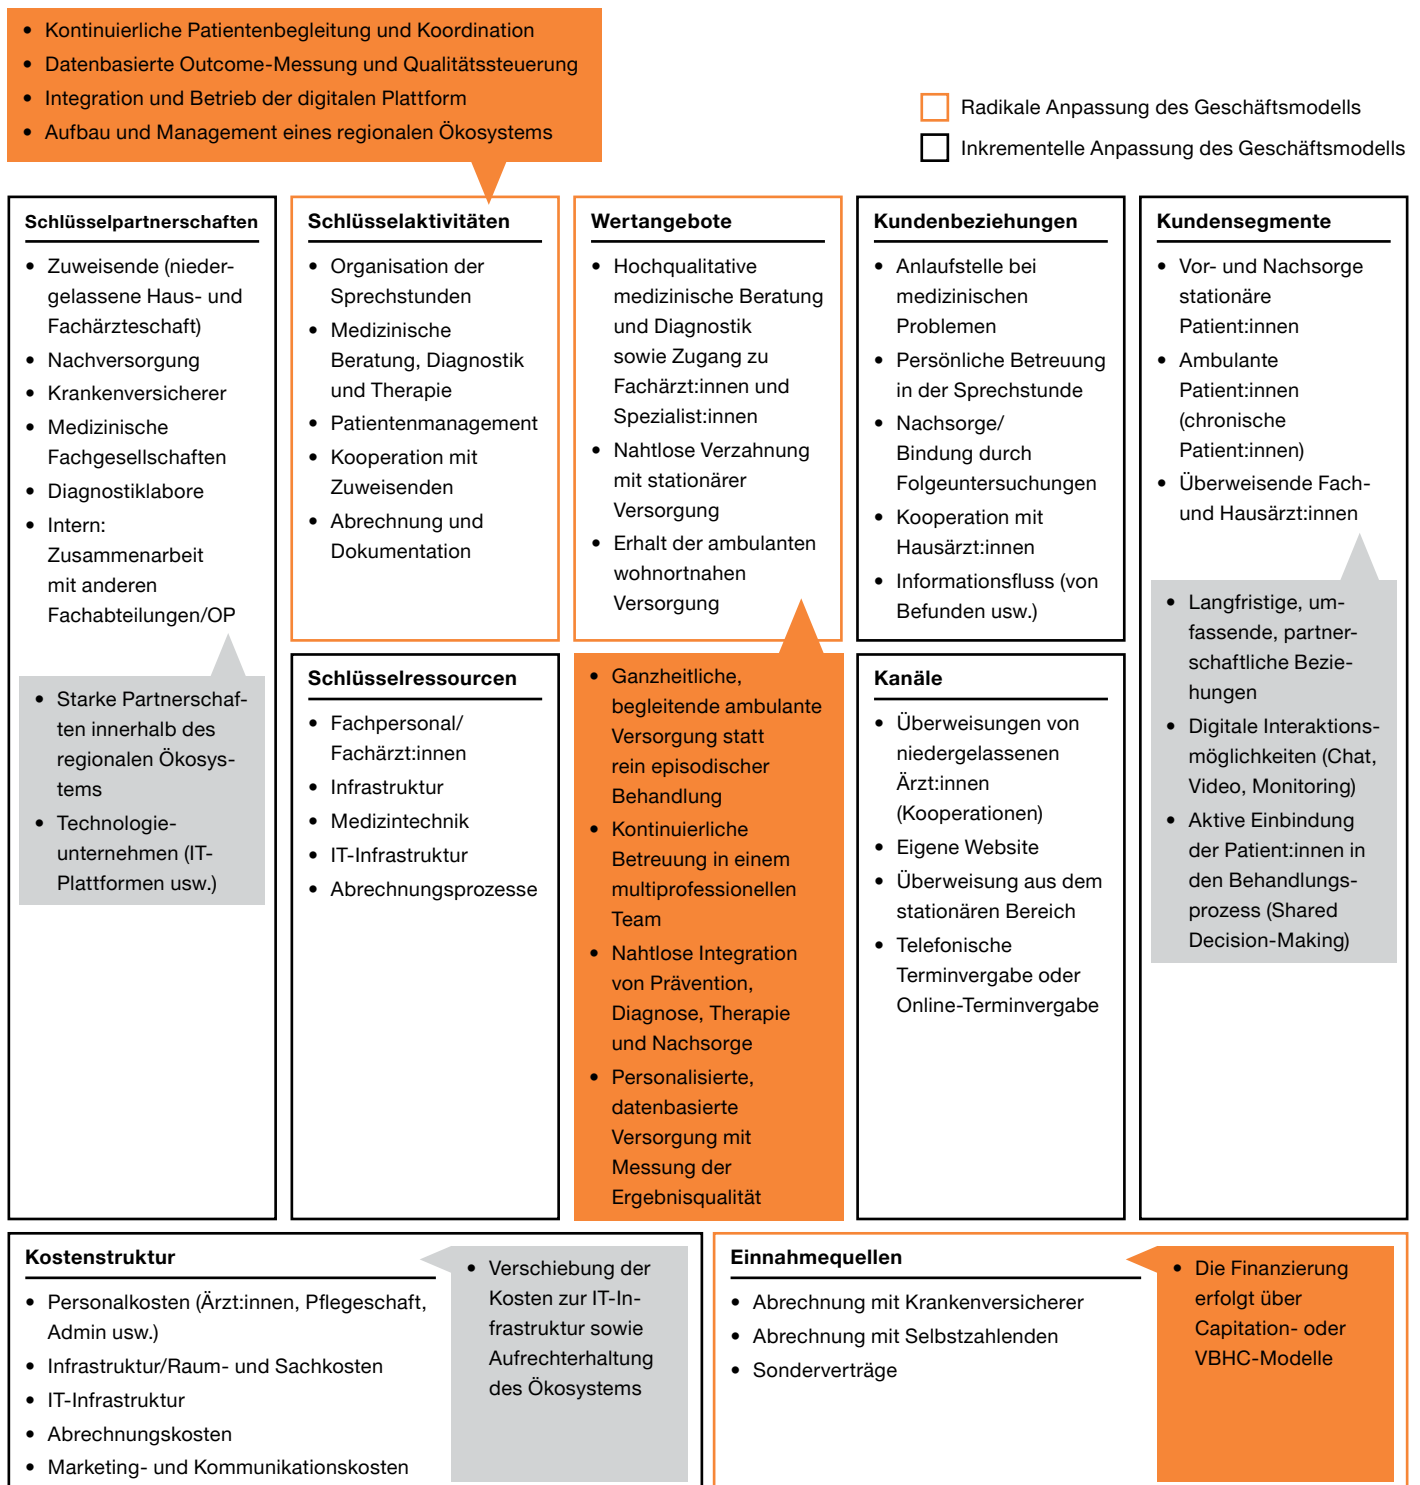 • Kontinuierliche Patientenbegleitung und Koordination
• Datenbasierte Outcome-Messung und Qualitätssteuerung
• Integration und Betrieb der digitalen Plattform
• Aufbau und Management eines regionalen Ökosystems
Radikale Anpassung des Geschäftsmodells
Inkrementelle Anpassung des Geschäftsmodells
Schlüsselpartnerschaften
• Zuweisende (nieder-
gelassene Haus- und
Fachärzteschaft)
• Nachversorgung
• Krankenversicherer
• Medizinische
Fachgesellschaften
• Diagnostiklabore
• Intern:
Zusammenarbeit
mit anderen
Fachabteilungen/OP
• Starke Partnerschaf-
ten innerhalb des
regionalen Ökosys-
tems
• Technologie-
unternehmen (IT-
Plattformen usw.)
Schlüsselaktivitäten
• Organisation der
Sprechstunden
• Medizinische
Beratung, Diagnostik
und Therapie
• Patientenmanagement
• Kooperation mit
Zuweisenden
• Abrechnung und
Dokumentation
Schlüsselressourcen
• Fachpersonal/
Fachärzt:innen
• Infrastruktur
• Medizintechnik
• IT-Infrastruktur
• Abrechnungsprozesse
Wertangebote
• Hochqualitative
medizinische Beratung
und Diagnostik
sowie Zugang zu
Fachärzt:innen und
Spezialist:innen
• Nahtlose Verzahnung
mit stationärer
Versorgung
• Erhalt der ambulanten
wohnortnahen
Versorgung
• Ganzheitliche,
begleitende ambulante
Versorgung statt
rein episodischer
Behandlung
• Kontinuierliche
Betreuung in einem
multiprofessionellen
Team
• Nahtlose Integration
von Prävention,
Diagnose, Therapie
und Nachsorge
• Personalisierte,
datenbasierte
Versorgung mit
Messung der
Ergebnisqualität
Kundenbeziehungen
• Anlaufstelle bei
medizinischen
Problemen
• Persönliche Betreuung
in der Sprechstunde
• Nachsorge/
Bindung durch
Folgeuntersuchungen
• Kooperation mit
Hausärzt:innen
• Informationsfluss (von
Befunden usw.)
Kanäle
• Überweisungen von
niedergelassenen
Ärzt:innen
(Kooperationen)
• Eigene Website
• Überweisung aus dem
stationären Bereich
• Telefonische
Terminvergabe oder
Online-Terminvergabe
Kundensegmente
• Vor- und Nachsorge
stationäre
Patient:innen
• Ambulante
Patient:innen
(chronische
Patient:innen)
• Überweisende Fach-
und Hausärzt:innen
• Langfristige, um-
fassende, partner-
schaftliche Bezie-
hungen
• Digitale Interaktions-
möglichkeiten (Chat,
Video, Monitoring)
• Aktive Einbindung
der Patient:innen in
den Behandlungs-
prozess (Shared
Decision-Making)
Kostenstruktur
• Personalkosten (Ärzt:innen, Pflegeschaft,
Admin usw.)
• Infrastruktur/Raum- und Sachkosten
• IT-Infrastruktur
• Abrechnungskosten
• Marketing- und Kommunikationskosten
• Verschiebung der
Kosten zur IT-In-
frastruktur sowie
Aufrechterhaltung
des Ökosystems
Einnahmequellen
• Abrechnung mit Krankenversicherer
• Abrechnung mit Selbstzahlenden
• Sonderverträge
• Die Finanzierung
erfolgt über
Capitation- oder
VBHC-Modelle